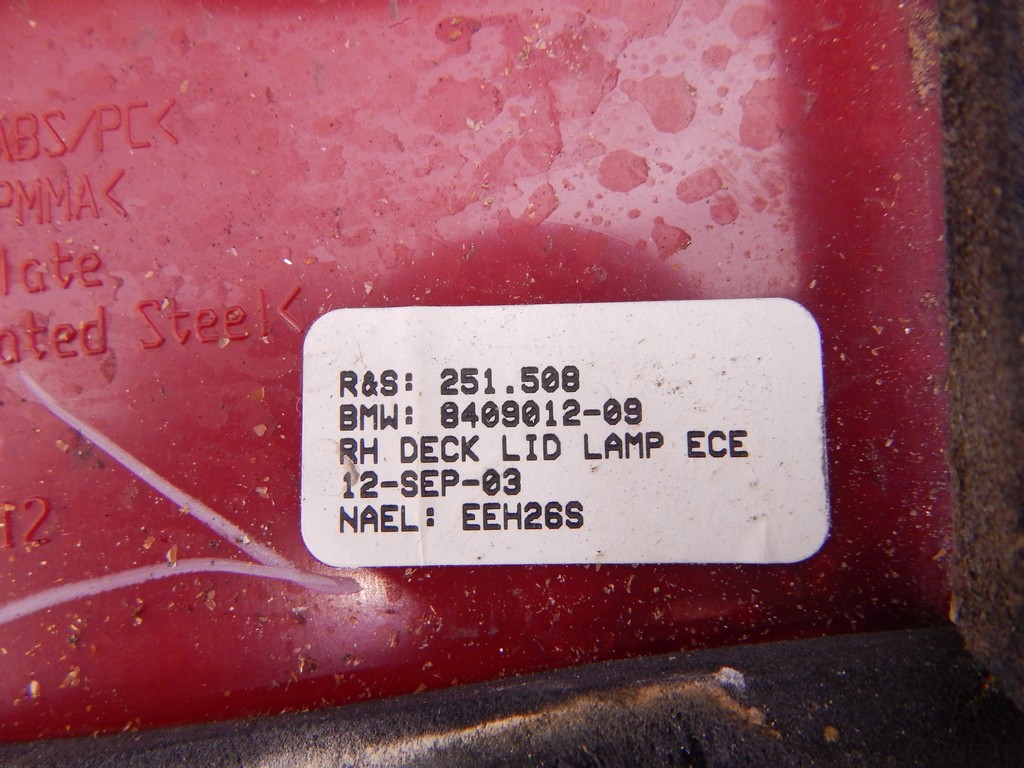 ABS/PC<
PMMA<
late,
ated Steel<
R&S: 251.508
BMW: 8409012-09
RH DECK LID LAMP ECE
12-SEP-03
NAEL: EEH26S
12